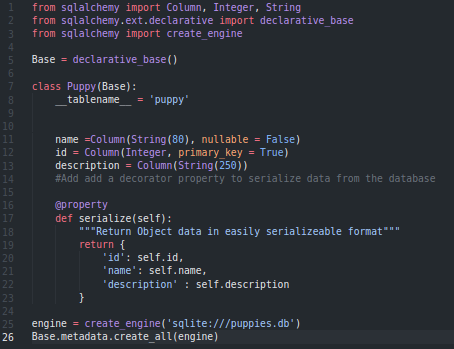 1 from sqlalchemy import Column, Integer, String
2 from sqlalchemy.ext.declarative import declarative_base
3 from sqlalchemy import create_engine
4
5 Base = declarative_base()
6
7 class Puppy(Base):
8     __tablename__ = 'puppy'
9
10
11     name =Column(String(80), nullable = False)
12     id = Column(Integer, primary_key = True)
13     description = Column(String(250))
14     #Add add a decorator property to serialize data from the database
15
16     @property
17     def serialize(self):
18         """Return Object data in easily serializeable format"""
19         return {
20             'id': self.id,
21             'name': self.name,
22             'description' : self.description
23         }
24
25 engine = create_engine('sqlite:///puppies.db')
26 Base.metadata.create_all(engine)